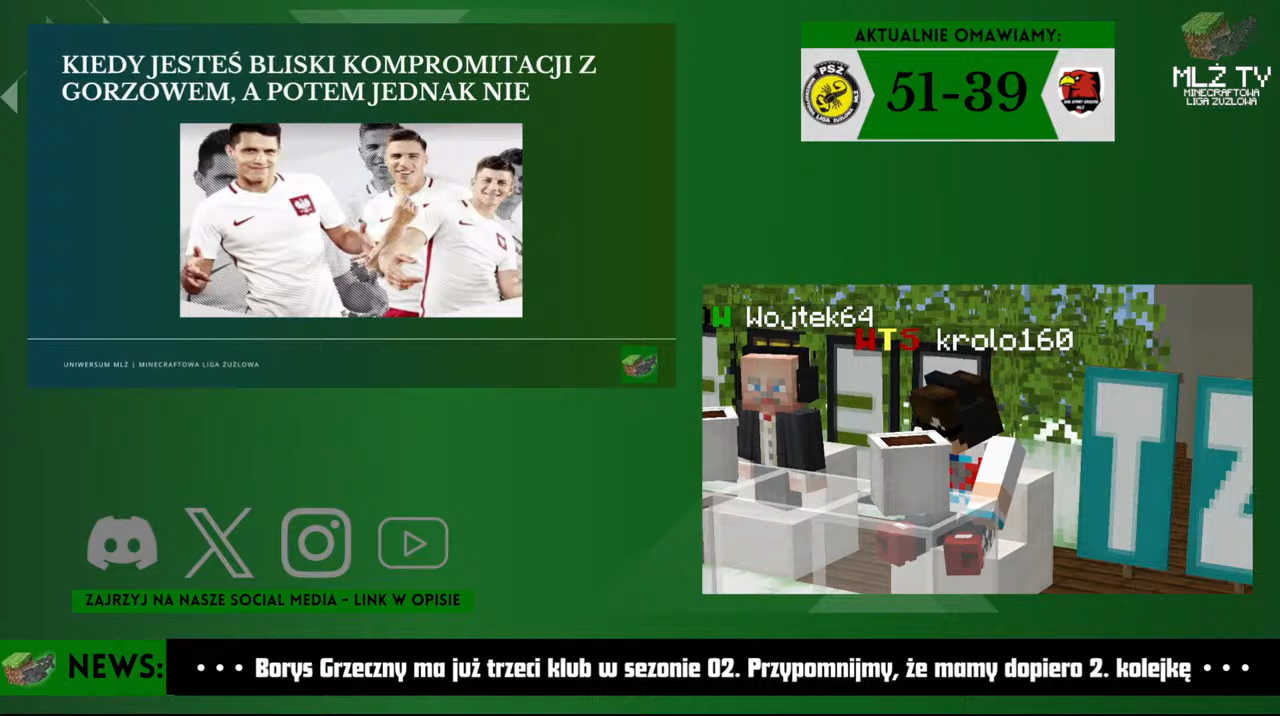 KIEDY JESTEŚ BLISKI KOMPROMITACJI Z
GORZOWEM, A POTEM JEDNAK NIE
UNIWERSUM MLŻ | MINECRAFTOWA LIGA ŻUŻLOWA
AKTUALNIE OMAWIAMY:
PSŻ
51-39
MLŻ TV
MINECRAFTOWA
LIGA ŻUŻLOWA
W Wojtek64
WTS krolo160
T Z
ZAJRZYJ NA NASZE SOCIAL MEDIA - LINK W OPISIE
NEWS:
• • • Borys Grzeczny ma już trzeci klub w sezonie 02. Przypomnijmy, że mamy dopiero 2. kolejkę • • •